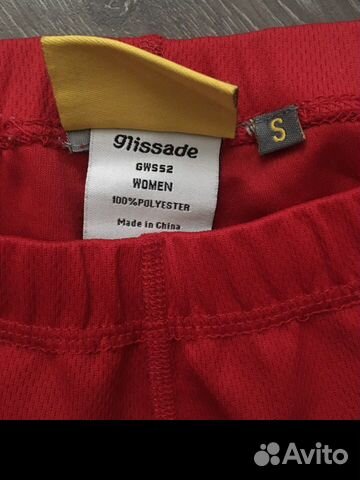 glissade
GWS52
WOMEN
100%POLYESTER
Made in China
S
Avito